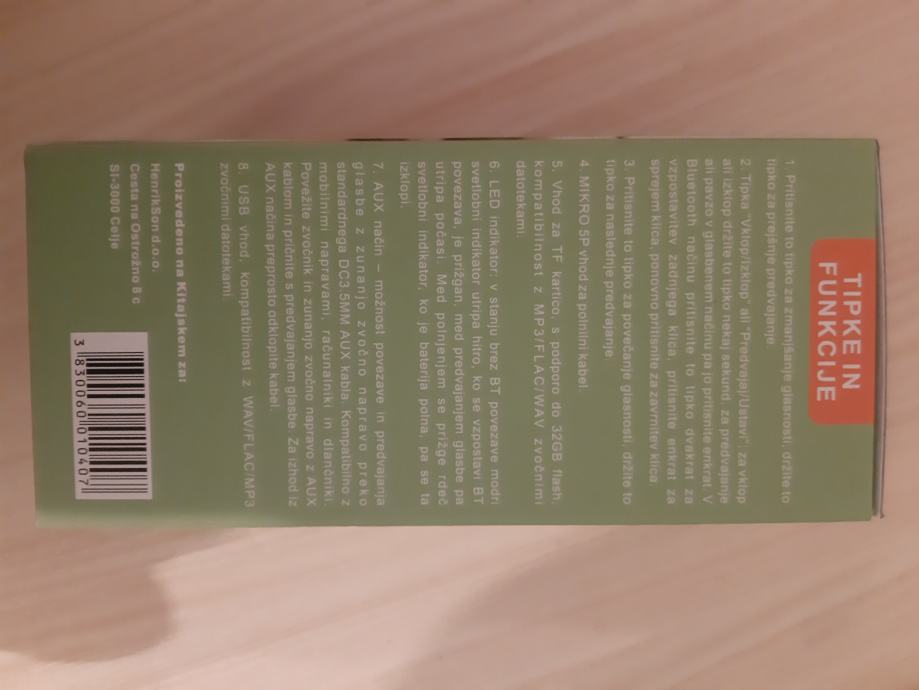 TIPKE IN
FUNKCIJE
1. Pritisnite to tipko za zmanjšanje glasnosti, držite to
tipko za prejšnje predvajanje.
2. Tipka "Vklop/Izklop" ali "Predvajaj/Ustavi": za vklop
ali izklop držite to tipko nekaj sekund, za predvajanje
ali pavzo v glasbenem načinu pa jo pritisnite enkrat. V
Bluetooth načinu pritisnite to tipko dvakrat za
vzpostavitev zadnjega klica, pritisnite enkrat za
sprejem klica, ponovno pritisnite za završitev klica.
3. Pritisnite to tipko za povečanje glasnosti, držite to
tipko za naslednje predvajanje.
4. MIKRO 5P vhod za polnilni kabel.
5. Vhod za TF kartico, s podporo do 32GB flash,
kompatibilnost z MP3/FLAC/WAV zvočnimi
datotekami.
6. LED indikator: v stanju brez BT povezave modri
svetlobni indikator utripa hitro, ko se vzpostavi BT
povezava, je prižgan, med predvajanjem glasbe pa
utripa počasi. Med polnjenjem se prižge rdeč
svetlobni indikator, ko je baterija polna, pa se ta
izklopi.
7. AUX način – možnost povezave in predvajanja
glasbe z zunanjo zvočno napravo preko
standardnega DC3.5MM AUX kabla. Kompatibilno z
mobilnimi napravami, računalniki in dlančniki.
Povežite zvočnik in zunanjo zvočno napravo z AUX
kablom in pričnite s predvajanjem glasbe. Za izhod iz
AUX načina preprosto odklopite kabel.
8. USB vhod, kompatibilnost z WAV/FLAC/MP3
zvočnimi datotekami.
Proizvedeno na Kitajskem za:
HenrikSon d.o.o.
Cesta na Ostrožno 8 c
SI-3000 Celje
3 830060 010407